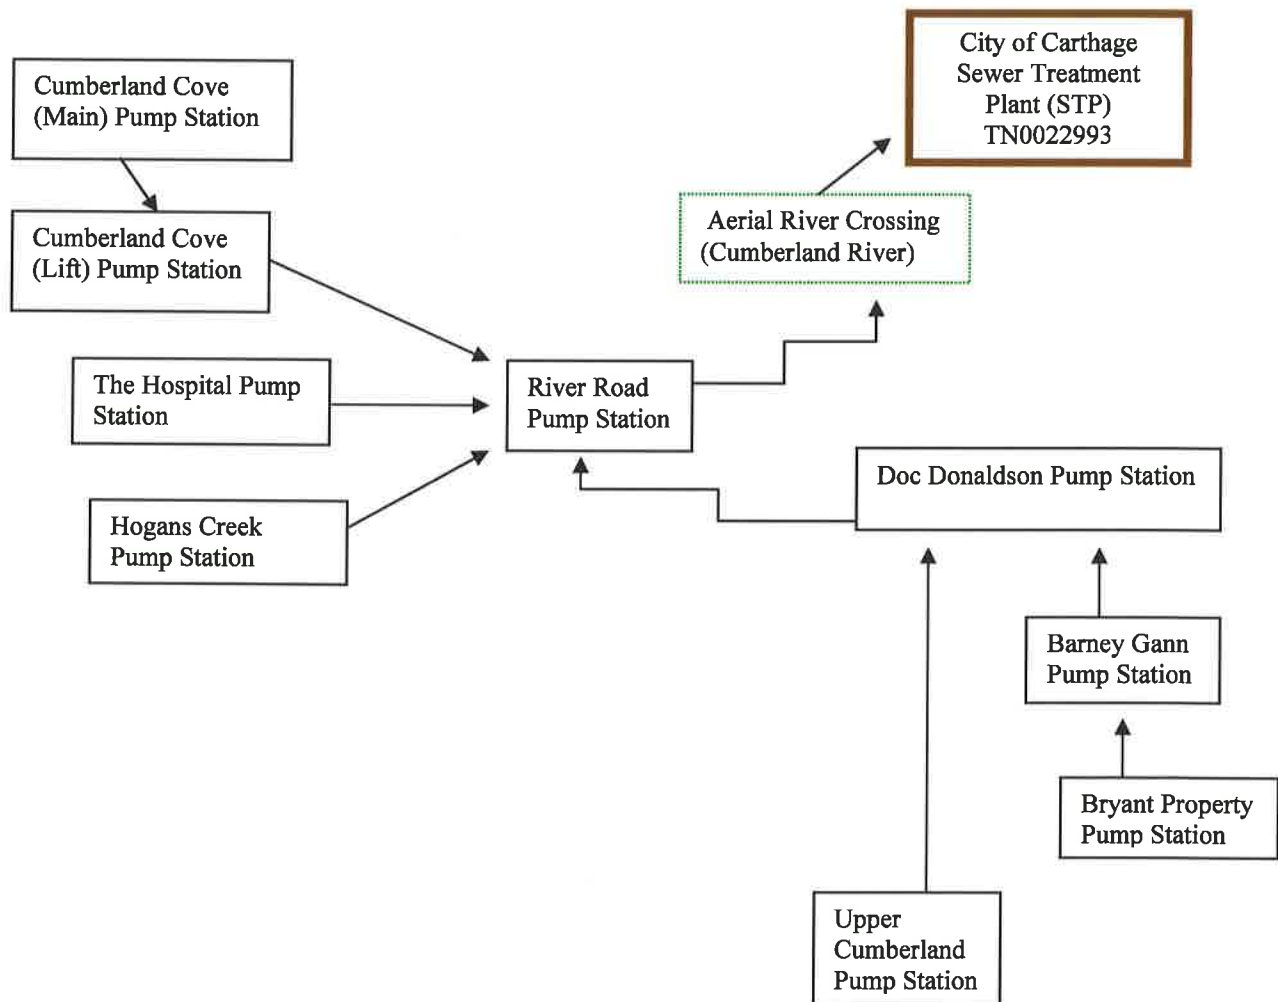 City of Carthage
Sewer Treatment
Plant (STP)
TN0022993
Cumberland Cove
(Main) Pump Station
Aerial River Crossing
(Cumberland River)
Cumberland Cove
(Lift) Pump Station
The Hospital Pump
Station
River Road
Pump Station
Doc Donaldson Pump Station
Hogans Creek
Pump Station
Barney Gann
Pump Station
Bryant Property
Pump Station
Upper
Cumberland
Pump Station